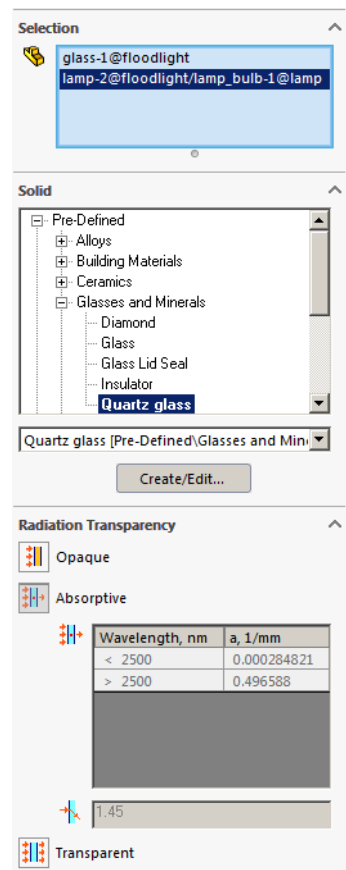 Selection
glass-1@floodlight
lamp-2@floodlight/lamp_bulb-1@lamp
Solid
Pre-Defined
Alloys
Building Materials
Ceramics
Glasses and Minerals
Diamond
Glass
Glass Lid Seal
Insulator
Quartz glass
Quartz glass [Pre-Defined\Glasses and Min
Create/Edit...
Radiation Transparency
Opaque
Absorptive
Wavelength, nm a, 1/mm
< 2500 0.000284821
> 2500 0.496588
1.45
Transparent